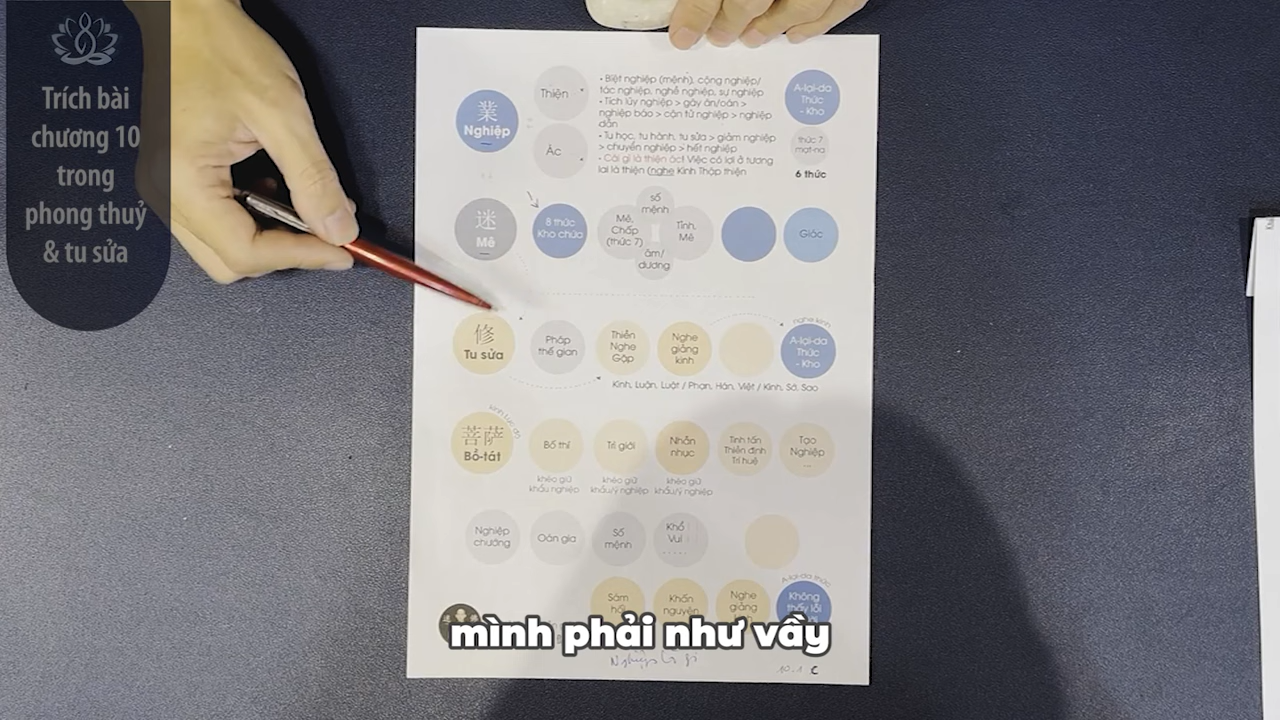 Trích bài
chương 10
trong
phong thuỷ
& tu sửa
業
Nghiệp
Thiện
Ác
• Biệt nghiệp (mệnh), cộng nghiệp/
tác nghiệp, nghề nghiệp, sự nghiệp
• Tích lũy nghiệp > gây ân/oán >
nghiệp báo > cận tử nghiệp > nghiệp
dẫn
• Tu học, tu hành, tu sửa > giảm nghiệp
> chuyển nghiệp > hết nghiệp
• Cái gì là thiện ác! Việc có lợi ở tương
lai là thiện (nghe Kinh Thập thiện
A-lại-da
Thức
- Kho
thức 7
mạt-na
6 thức
迷
Mê
8 thức
Kho chứa
số
mệnh
Mê,
Chấp
(thức 7)
Tỉnh,
Mê
âm/
dương
Giác
修
Tu sửa
Pháp
thế gian
Thiền
Nghe
Gặp
Nghe
giảng
kinh
nghe kinh
A-lại-da
Thức
- Kho
Kinh, Luận, Luật / Phạn, Hán, Việt / Kinh, Sớ, Sao
菩萨
Bồ-tát
Bố thí
Trì giới
Nhẫn
nhục
Tinh tấn
Thiền định
Trí huệ
Tạo
Nghiệp
...
khéo giữ
khẩu nghiệp
khéo giữ
khẩu/ý nghiệp
khéo giữ
khẩu/ý nghiệp
Nghiệp
chướng
Oán gia
Số
mệnh
Khổ
Vui
.....
Sám
hối
Khấn
nguyện
Nghe
giảng
A-lại-da thức
Không
thấy lỗi
mình phải như vầy
Nghiệp là gì
10-1 C